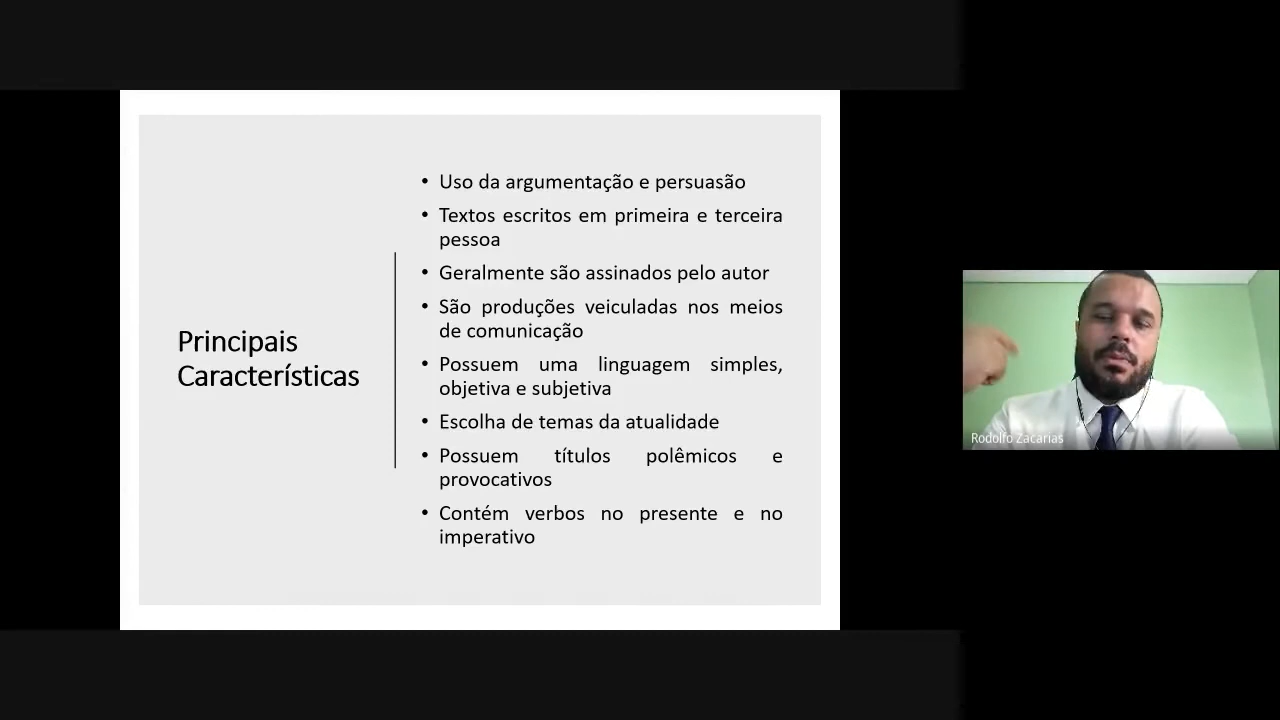 Principais
Características
• Uso da argumentação e persuasão
• Textos escritos em primeira e terceira
pessoa
• Geralmente são assinados pelo autor
• São produções veiculadas nos meios
de comunicação
• Possuem uma linguagem simples,
objetiva e subjetiva
• Escolha de temas da atualidade
• Possuem títulos polêmicos e
provocativos
• Contém verbos no presente e no
imperativo
Rodolfo Zacarias